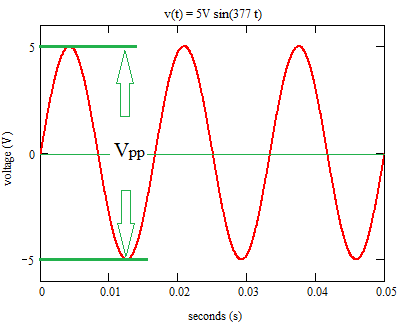 v(t) = 5V sin(377 t)
5
Vpp
0
voltage (V)
−5
0 0.01 0.02 0.03 0.04 0.05
seconds (s)